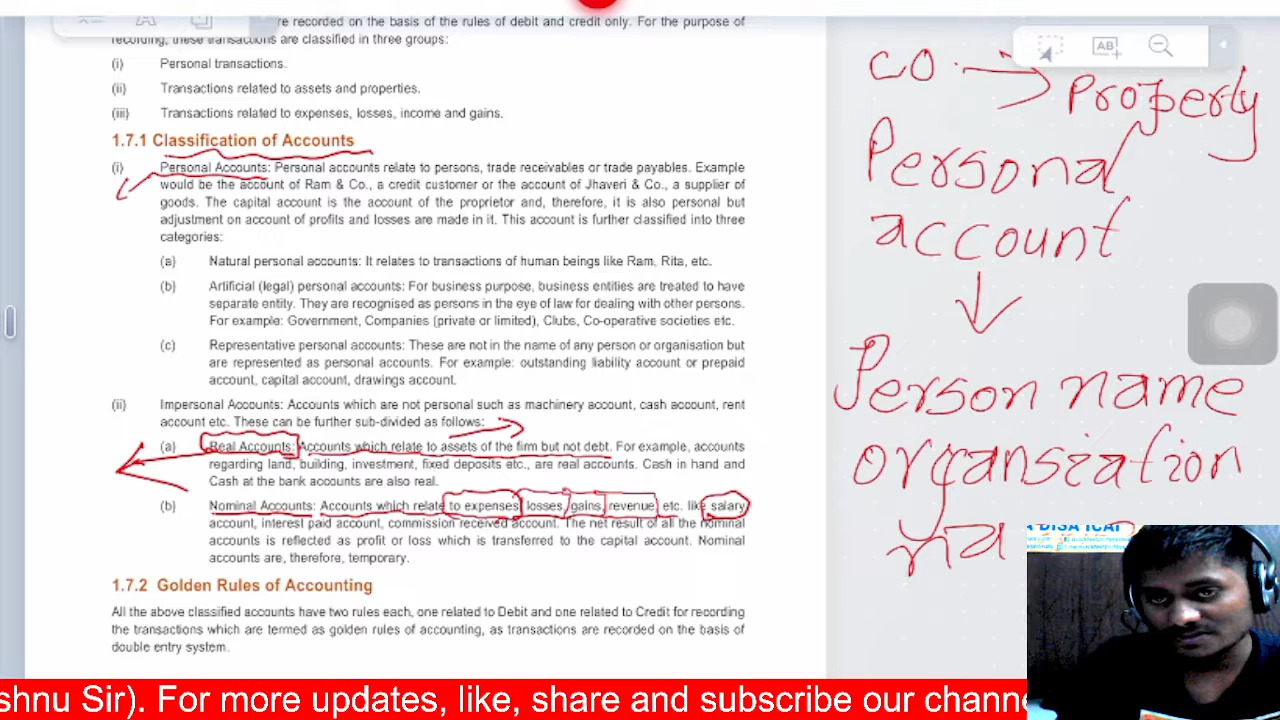 re recorded on the basis of the rules of debit and credit only. For the purpose of
recording, these transactions are classified in three groups:
(i) Personal transactions.
(ii) Transactions related to assets and properties.
(iii) Transactions related to expenses, losses, income and gains.
1.7.1 Classification of Accounts
(i) Personal Accounts: Personal accounts relate to persons, trade receivables or trade payables. Example
would be the account of Ram & Co., a credit customer or the account of Jhaveri & Co., a supplier of
goods. The capital account is the account of the proprietor and, therefore, it is also personal but
adjustment on account of profits and losses are made in it. This account is further classified into three
categories:
(a) Natural personal accounts: It relates to transactions of human beings like Ram, Rita, etc.
(b) Artificial (legal) personal accounts: For business purpose, business entities are treated to have
separate entity. They are recognised as persons in the eye of law for dealing with other persons.
For example: Government, Companies (private or limited), Clubs, Co-operative societies etc.
(c) Representative personal accounts: These are not in the name of any person or organisation but
are represented as personal accounts. For example: outstanding liability account or prepaid
account, capital account, drawings account.
(ii) Impersonal Accounts: Accounts which are not personal such as machinery account, cash account, rent
account etc. These can be further sub-divided as follows:
(a) Real Accounts: Accounts which relate to assets of the firm but not debt. For example, accounts
regarding land, building, investment, fixed deposits etc., are real accounts. Cash in hand and
Cash at the bank accounts are also real.
(b) Nominal Accounts: Accounts which relate to expenses, losses, gains, revenue, etc. like salary
account, interest paid account, commission received account. The net result of all the nominal
accounts is reflected as profit or loss which is transferred to the capital account. Nominal
accounts are, therefore, temporary.
1.7.2 Golden Rules of Accounting
All the above classified accounts have two rules each, one related to Debit and one related to Credit for recording
the transactions which are termed as golden rules of accounting, as transactions are recorded on the basis of
double entry system.
co
Property
Personal
account
Person name
organsiation
na
AB
DISA ICAI
shnu Sir). For more updates, like, share and subscribe our channe